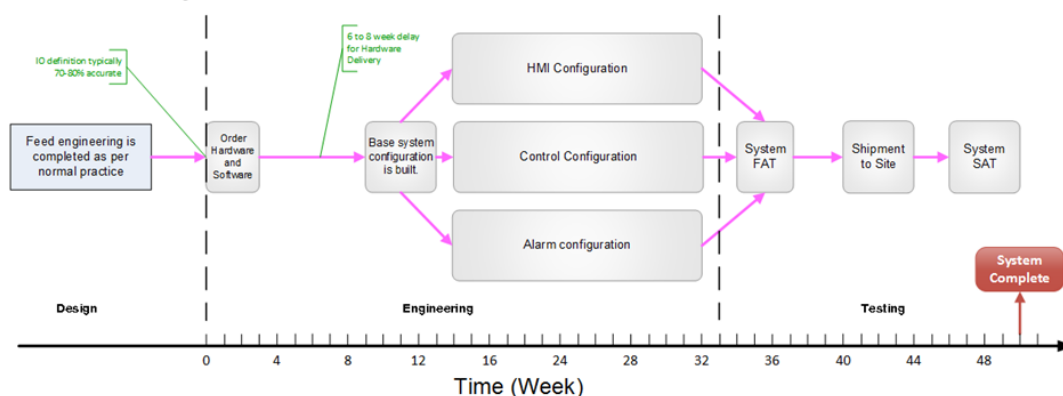 IO definition typically
70-80% accurate
6 to 8 week delay
for Hardware
Delivery
Feed engineering is
completed as per
normal practice
Order
Hardware
and
Software
Base system
configuration
is built.
HMI Configuration
Control Configuration
Alarm configuration
System
FAT
Shipment
to Site
System
SAT
System
Complete
Design
Engineering
Testing
0 4 8 12 16 20 24 28 32 36 40 44 48
Time (Week)